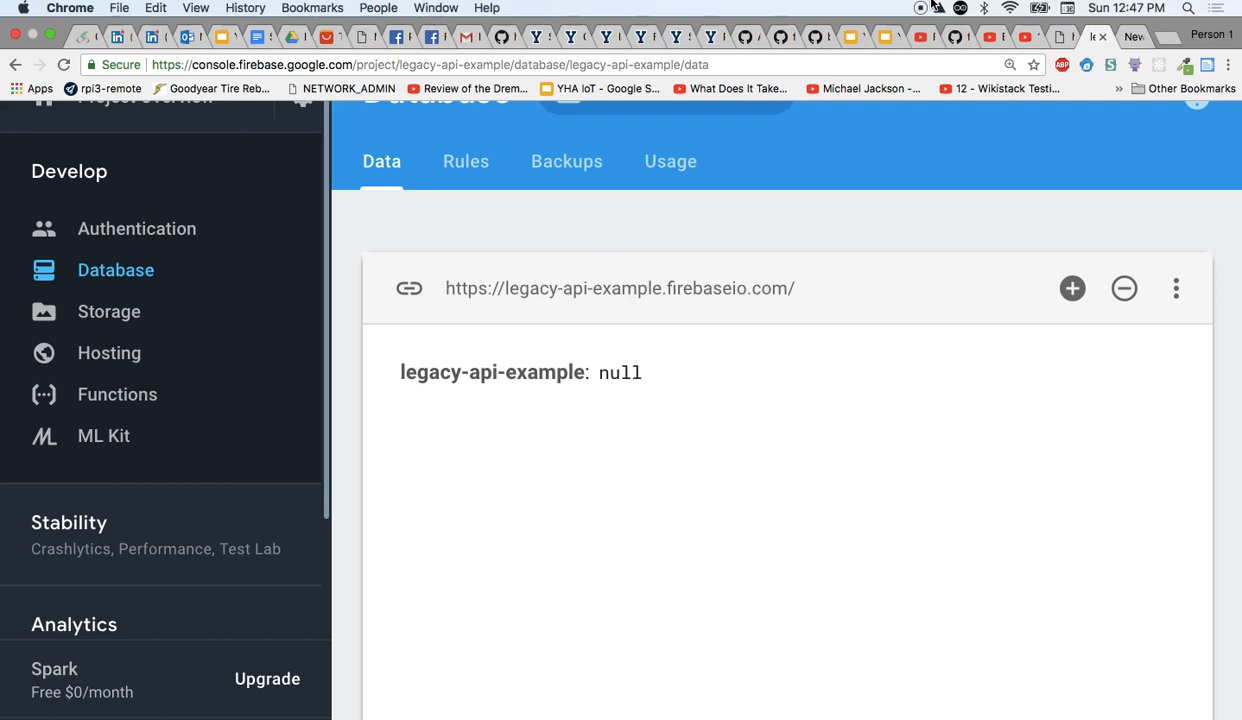 Chrome File Edit View History Bookmarks People Window Help Sun 12:47 PM
New Person 1
Secure https://console.firebase.google.com/project/legacy-api-example/database/legacy-api-example/data
Apps rpi3-remote Goodyear Tire Reb... NETWORK_ADMIN Review of the Drem... YHA IoT - Google S... What Does It Take... Michael Jackson -... 12 - Wikistack Testi... » Other Bookmarks
Data Rules Backups Usage
Develop
Authentication
Database
Storage
Hosting
Functions
ML Kit
Stability
Crashlytics, Performance, Test Lab
Analytics
Spark
Free $0/month
Upgrade
https://legacy-api-example.firebaseio.com/
legacy-api-example: null